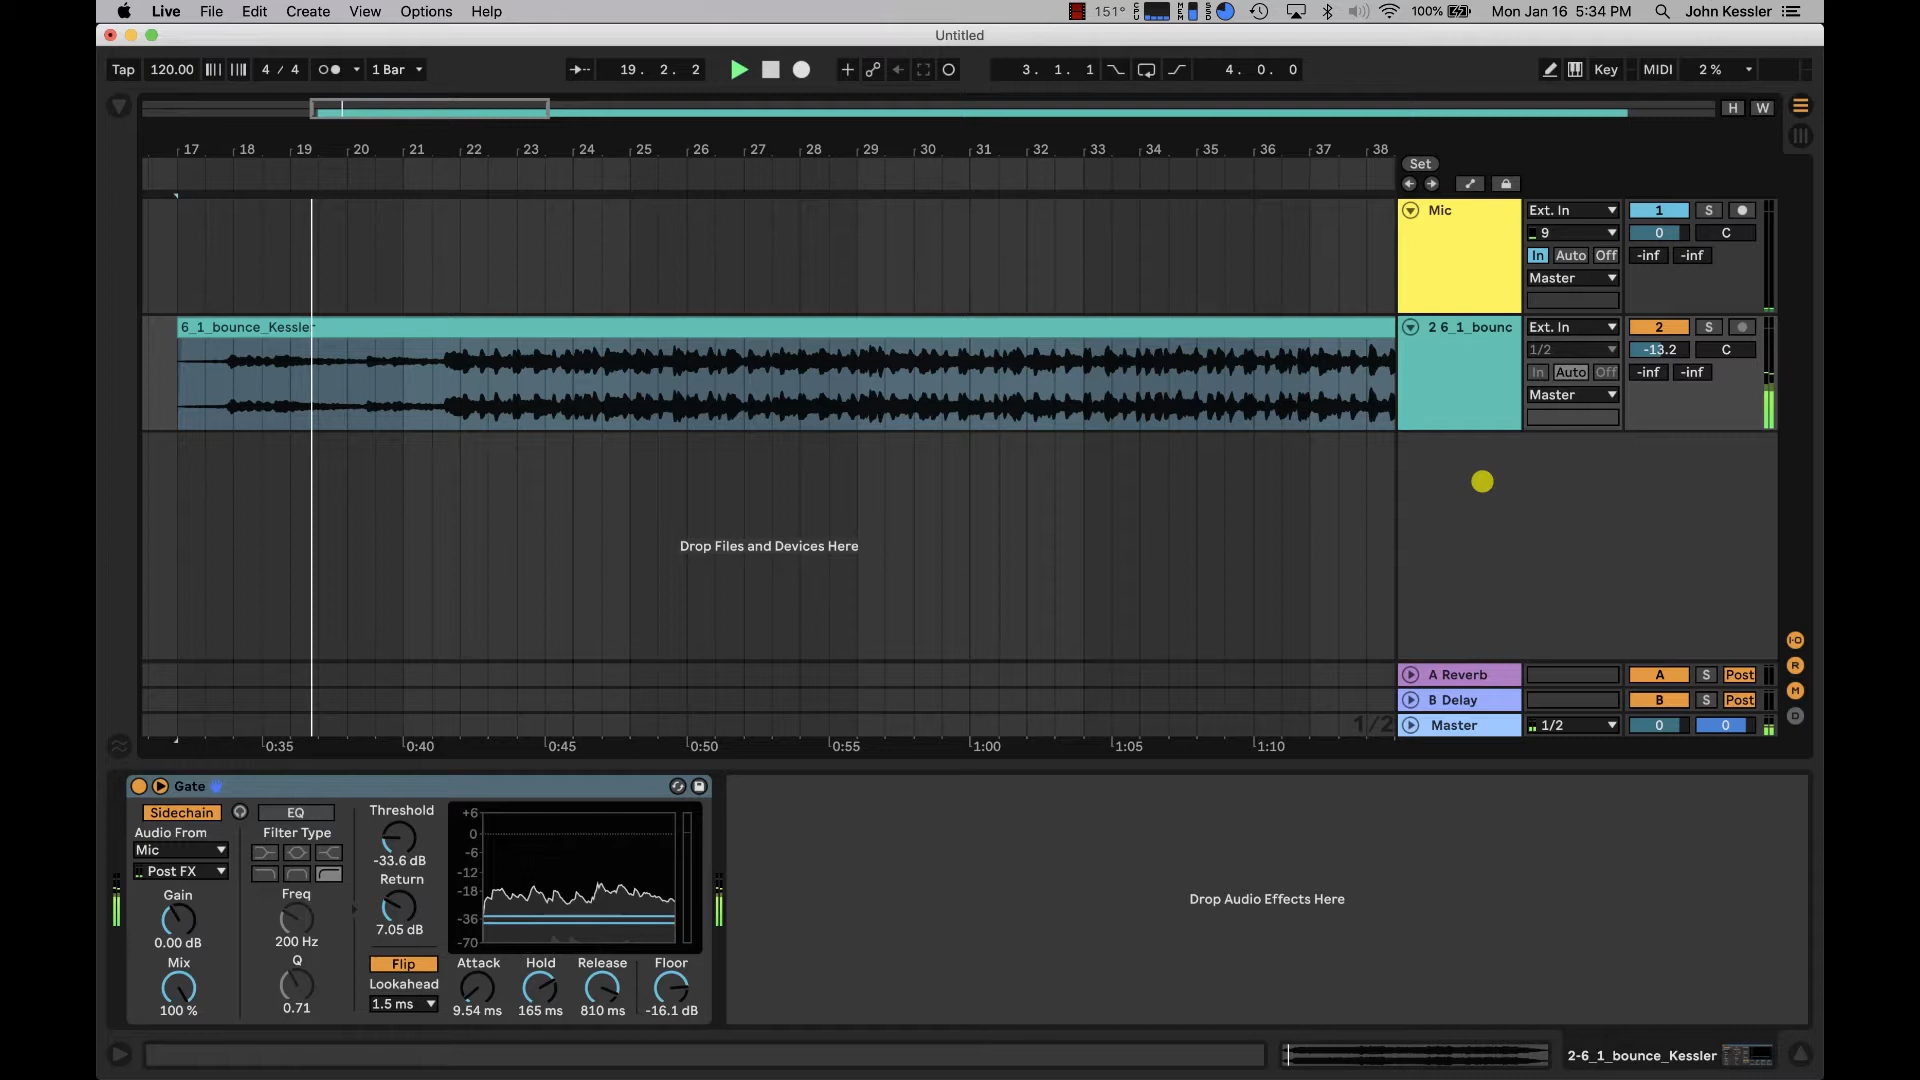 Live File Edit Create View Options Help 151° CPU MEM SSD 100% Mon Jan 16 5:34 PM John Kessler
Untitled
Tap 120.00 4 / 4 1 Bar 19. 2. 2 3. 1. 1 4. 0. 0 Key MIDI 2 %
H W
17 18 19 20 21 22 23 24 25 26 27 28 29 30 31 32 33 34 35 36 37 38
Set
Mic Ext. In 1 S
9 0 C
In Auto Off -inf -inf
Master
6_1_bounce_Kessler 2 6_1_bounc Ext. In 2 S
1/2 -13.2 C
In Auto Off -inf -inf
Master
Drop Files and Devices Here
I·O
A Reverb A S Post R
B Delay B S Post M
1/2 Master 1/2 0 0 D
0:35 0:40 0:45 0:50 0:55 1:00 1:05 1:10
Gate
Sidechain EQ Threshold +6
Audio From Filter Type 0
Mic -33.6 dB -6
Post FX Return -12
Gain Freq -18
0.00 dB 200 Hz 7.05 dB -36
-70
Mix Q Flip Attack Hold Release Floor
Lookahead
100 % 0.71 1.5 ms 9.54 ms 165 ms 810 ms -16.1 dB
Drop Audio Effects Here
2-6_1_bounce_Kessler